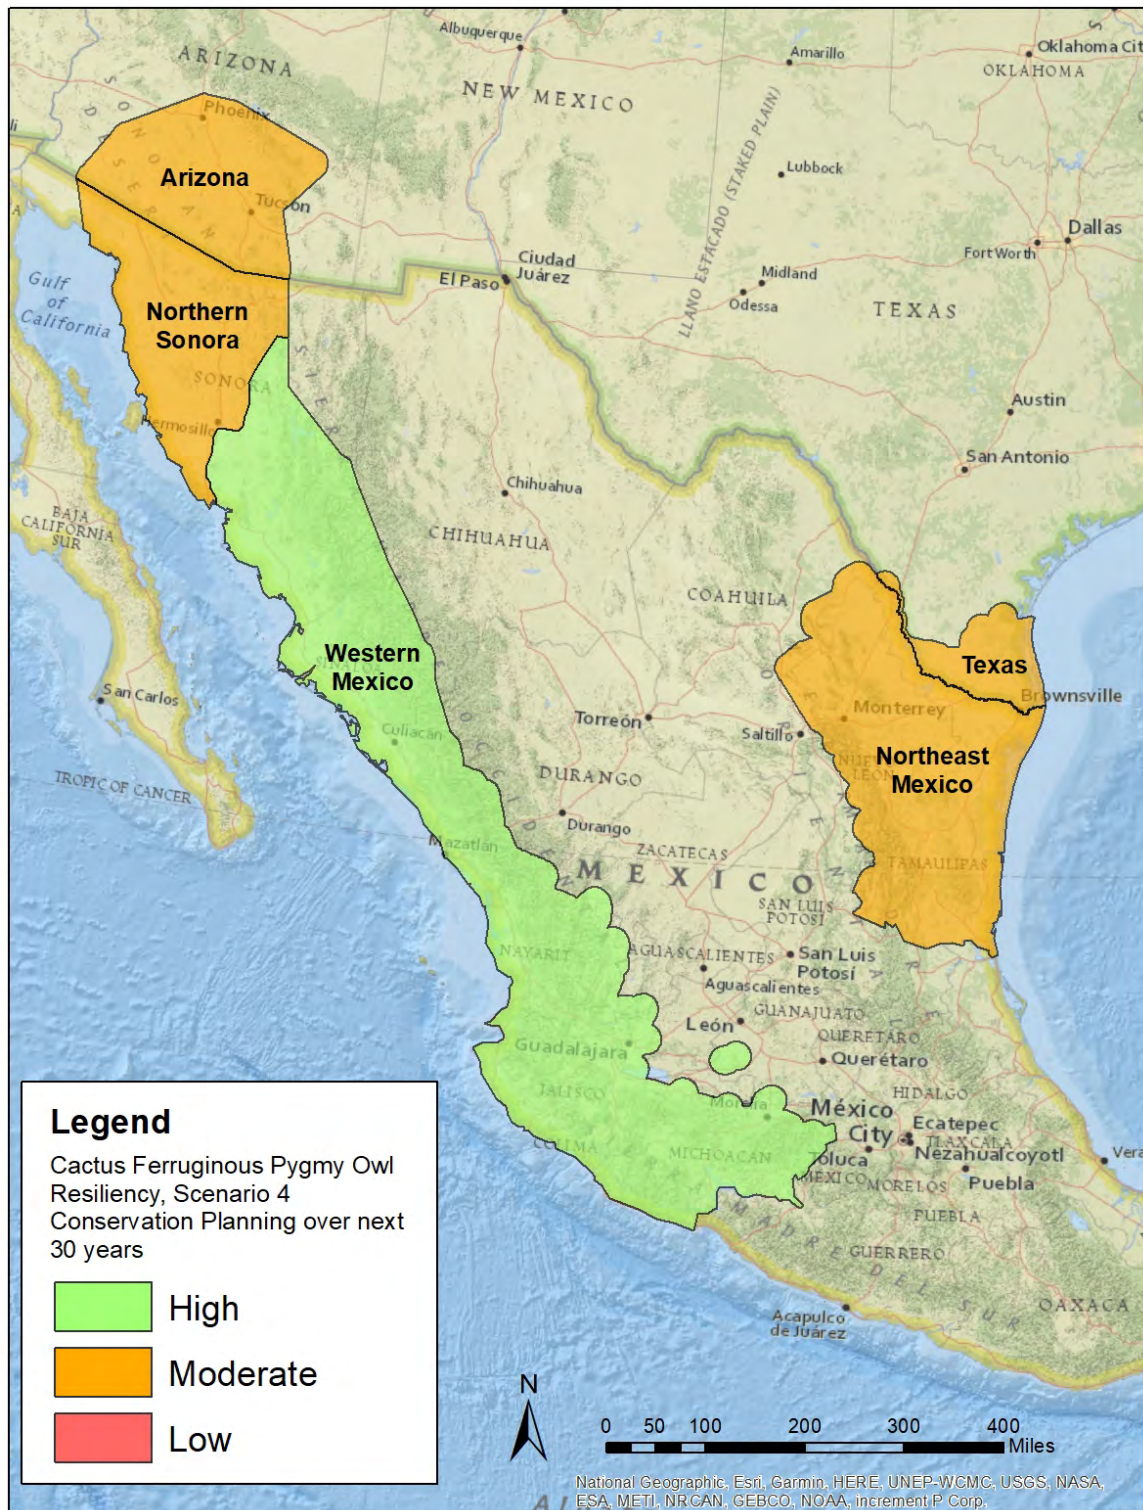 Albuquerque
Amarillo
Oklahoma City
OKLAHOMA
ARIZONA
NEW MEXICO
Phoenix
Arizona
LLANO ESTACADO (STAKED PLAIN)
Lubbock
Tucson
Dallas
Fort Worth
Ciudad
Juárez
El Paso
Midland
Odessa
Gulf
of
California
Northern
Sonora
TEXAS
SONORA
Austin
Hermosillo
San Antonio
Chihuahua
CHIHUAHUA
BAJA
CALIFORNIA
SUR
COAHUILA
Western
Mexico
Texas
San Carlos
Brownsville
Monterrey
Torreón
Saltillo
Culiacán
Northeast
Mexico
NUEVO
LEÓN
TROPIC OF CANCER
DURANGO
Durango
Mazatlán
ZACATECAS
TAMAULIPAS
MEXICO
SAN LUIS
POTOSÍ
NAYARIT
AGUASCALIENTES
San Luis
Potosí
Aguascalientes
GUANAJUATO
León
QUERÉTARO
Guadalajara
Querétaro
JALISCO
HIDALGO
Morelia
México
City
Ecatepec
TLAXCALA
COLIMA
MICHOACÁN
Nezahualcoyotl
Toluca
MÉXICO
MORELOS
Puebla
PUEBLA
SIERRA MADRE DEL SUR
GUERRERO
Acapulco
de Juárez
OAXACA
Legend
Cactus Ferruginous Pygmy Owl
Resiliency, Scenario 4
Conservation Planning over next
30 years
High
Moderate
Low
N
0 50 100 200 300 400
Miles
National Geographic, Esri, Garmin, HERE, UNEP-WCMC, USGS, NASA,
ESA, METI, NRCAN, GEBCO, NOAA, increment P Corp.